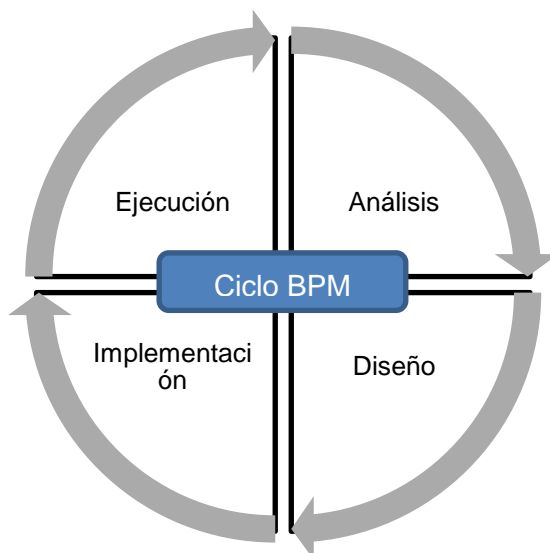 Ejecución
Análisis
Ciclo BPM
Implementaci
ón
Diseño